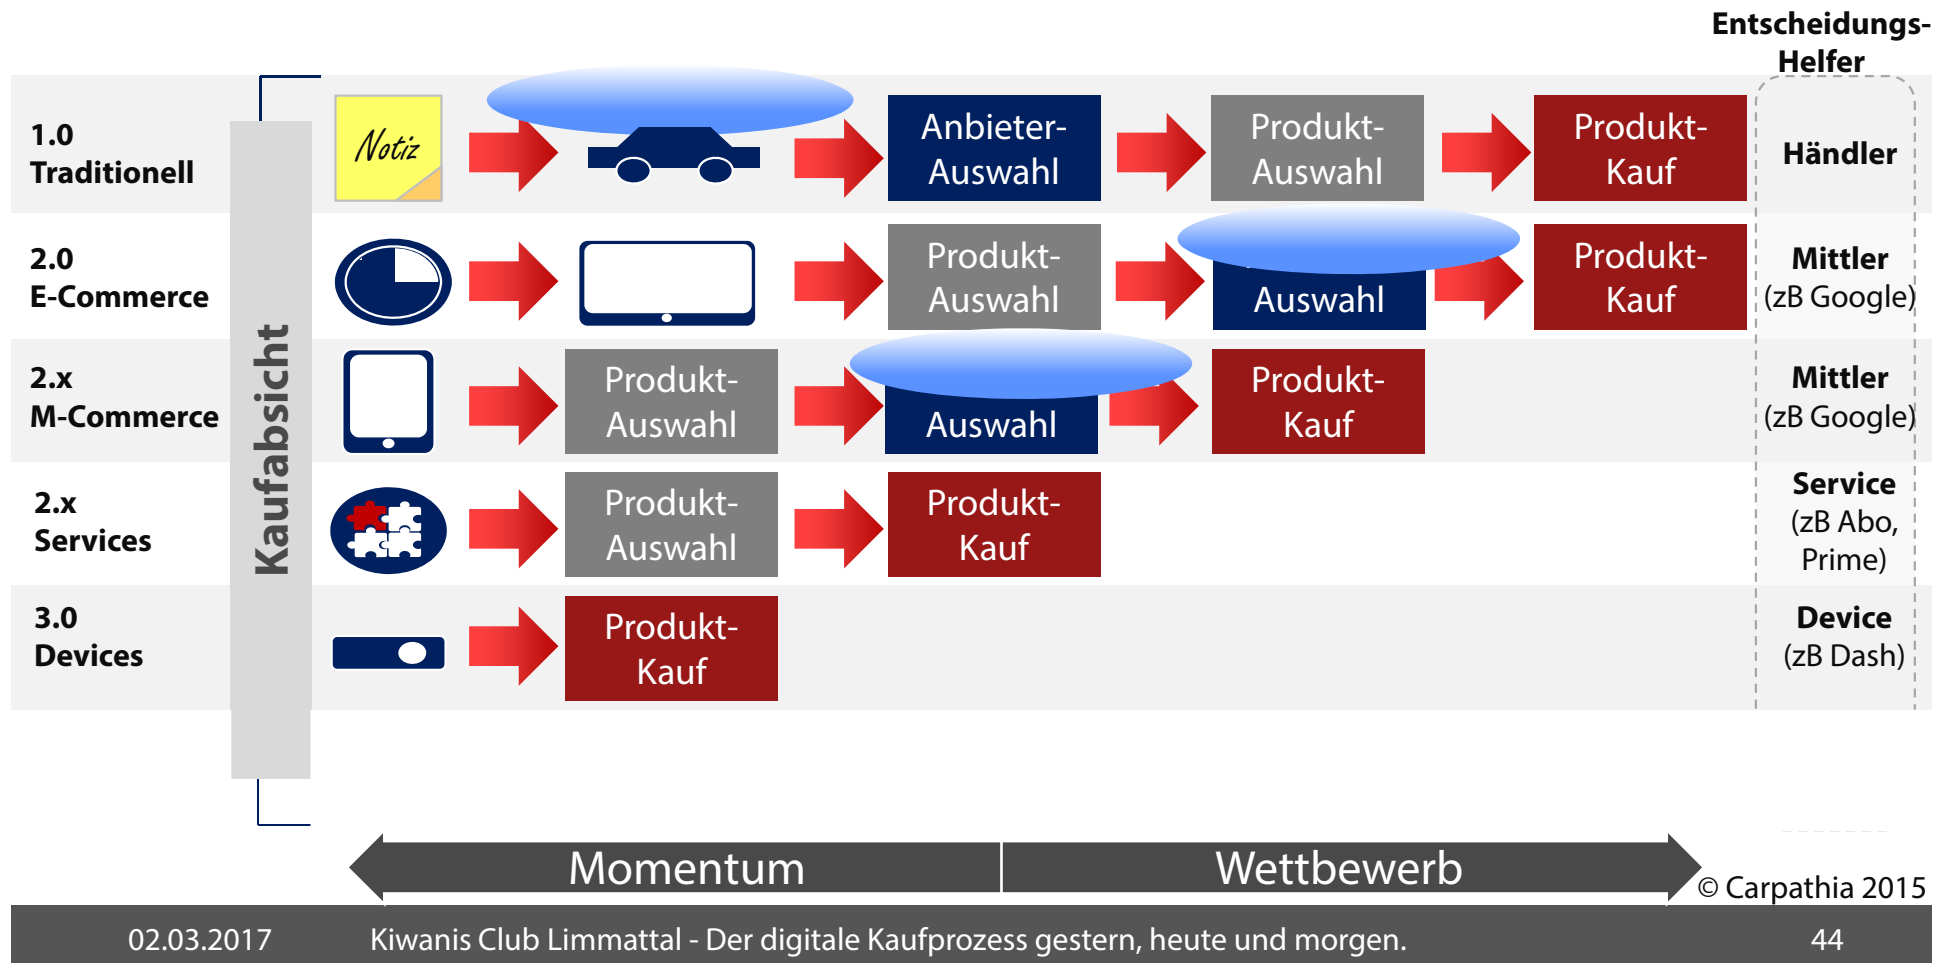 Entscheidungs-
Helfer
1.0
Traditionell
Notiz
Anbieter-
Auswahl
Produkt-
Auswahl
Produkt-
Kauf
Händler
2.0
E-Commerce
Produkt-
Auswahl
Auswahl
Produkt-
Kauf
Mittler
(zB Google)
Kaufabsicht
2.x
M-Commerce
Produkt-
Auswahl
Auswahl
Produkt-
Kauf
Mittler
(zB Google)
2.x
Services
Produkt-
Auswahl
Produkt-
Kauf
Service
(zB Abo,
Prime)
3.0
Devices
Produkt-
Kauf
Device
(zB Dash)
Momentum
Wettbewerb
© Carpathia 2015
02.03.2017
Kiwanis Club Limmattal - Der digitale Kaufprozess gestern, heute und morgen.
44